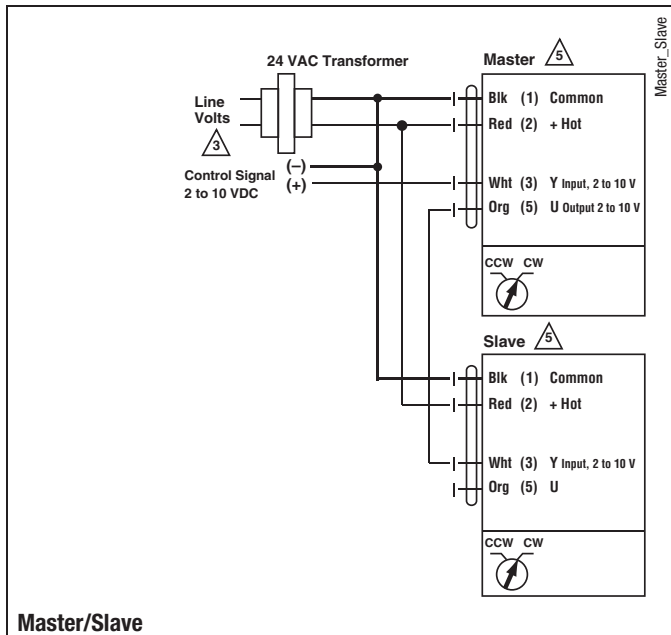 Master_Slave
24 VAC Transformer
Line
Volts
3
Control Signal
2 to 10 VDC
(–)
(+)
Master 5
Blk (1) Common
Red (2) + Hot
Wht (3) Y Input, 2 to 10 V
Org (5) U Output 2 to 10 V
CCW CW
Slave 5
Blk (1) Common
Red (2) + Hot
Wht (3) Y Input, 2 to 10 V
Org (5) U
CCW CW
Master/Slave